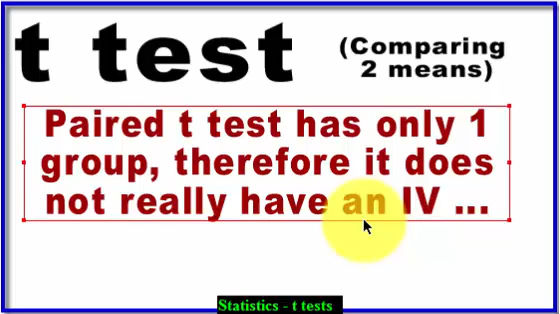 t test
(Comparing
2 means)
Paired t test has only 1
group, therefore it does
not really have an IV ...
Statistics - t tests